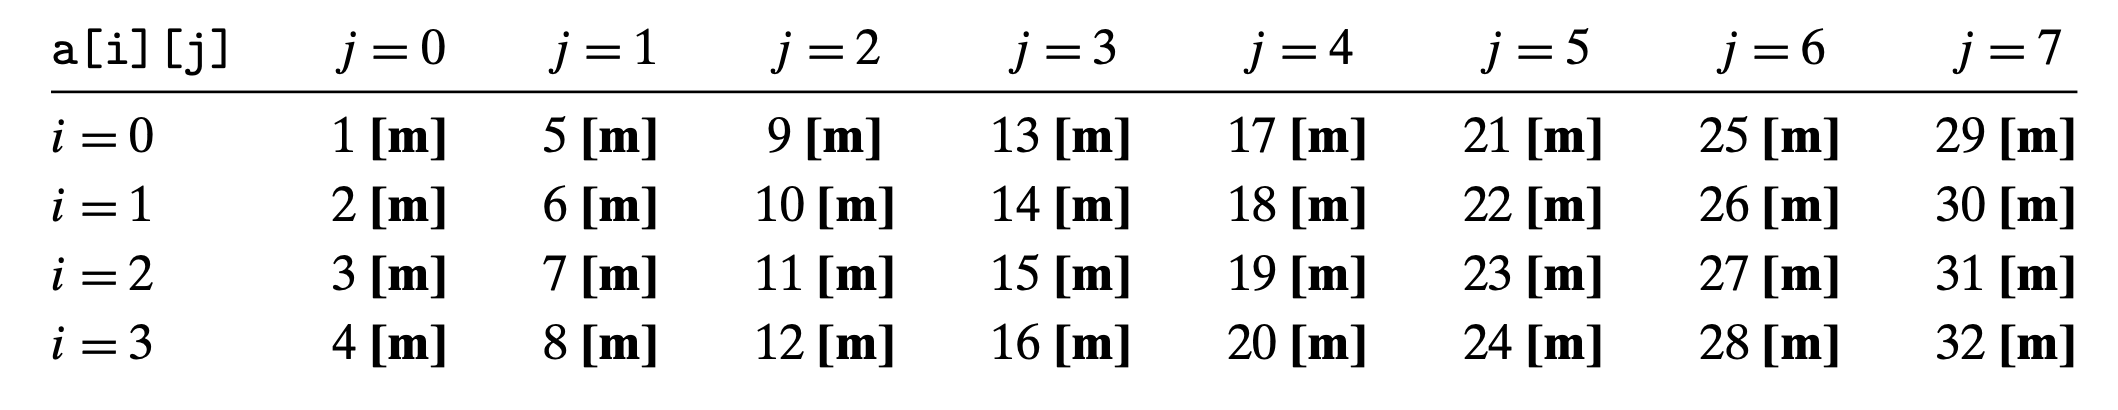 a[i][j] j = 0 j = 1 j = 2 j = 3 j = 4 j = 5 j = 6 j = 7
i = 0 1 [m] 5 [m] 9 [m] 13 [m] 17 [m] 21 [m] 25 [m] 29 [m]
i = 1 2 [m] 6 [m] 10 [m] 14 [m] 18 [m] 22 [m] 26 [m] 30 [m]
i = 2 3 [m] 7 [m] 11 [m] 15 [m] 19 [m] 23 [m] 27 [m] 31 [m]
i = 3 4 [m] 8 [m] 12 [m] 16 [m] 20 [m] 24 [m] 28 [m] 32 [m]